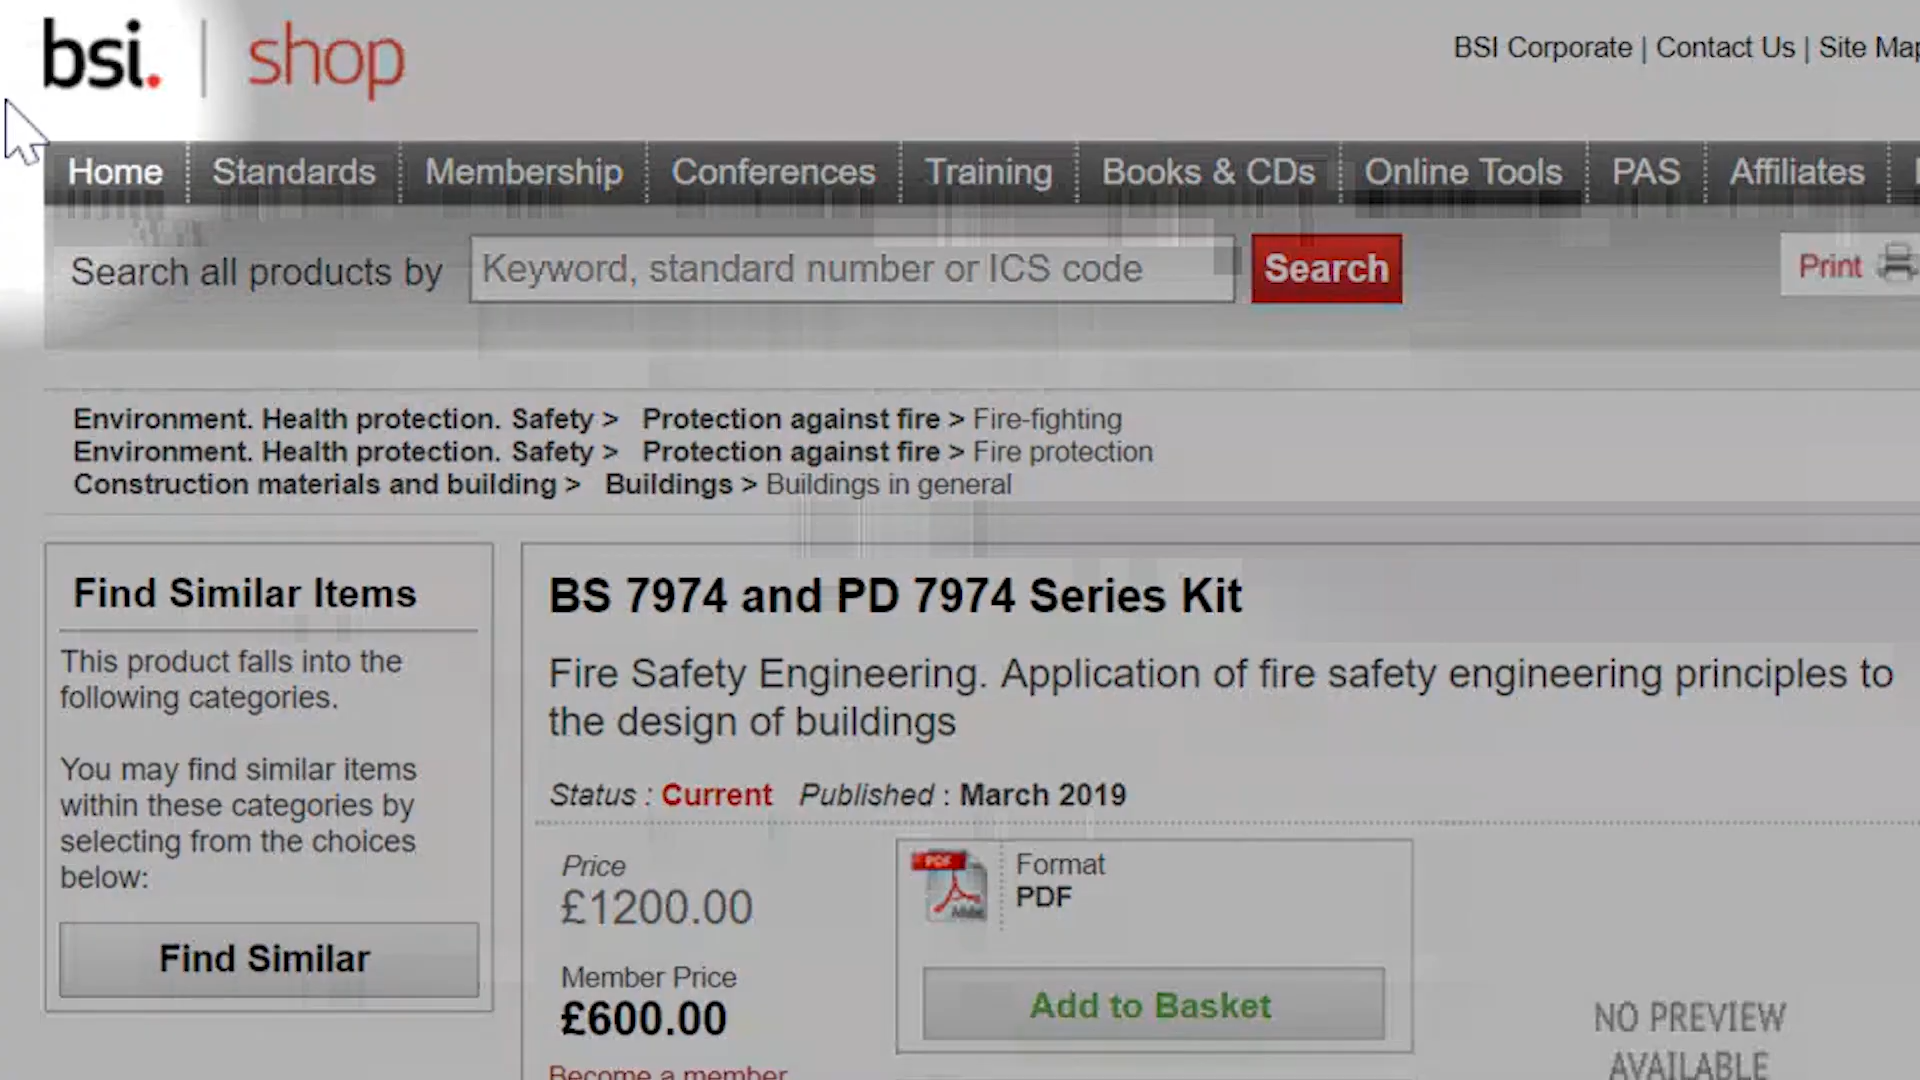 bsi. shop
BSI Corporate | Contact Us | Site Map
Home Standards Membership Conferences Training Books & CDs Online Tools PAS Affiliates
Search all products by Keyword, standard number or ICS code Search Print
Environment. Health protection. Safety > Protection against fire > Fire-fighting
Environment. Health protection. Safety > Protection against fire > Fire protection
Construction materials and building > Buildings > Buildings in general
Find Similar Items
This product falls into the
following categories.
You may find similar items
within these categories by
selecting from the choices
below:
Find Similar
BS 7974 and PD 7974 Series Kit
Fire Safety Engineering. Application of fire safety engineering principles to
the design of buildings
Status : Current Published : March 2019
Price
£1200.00
Member Price
£600.00
Become a member
PDF
Adobe
Format
PDF
Add to Basket
NO PREVIEW
AVAILABLE